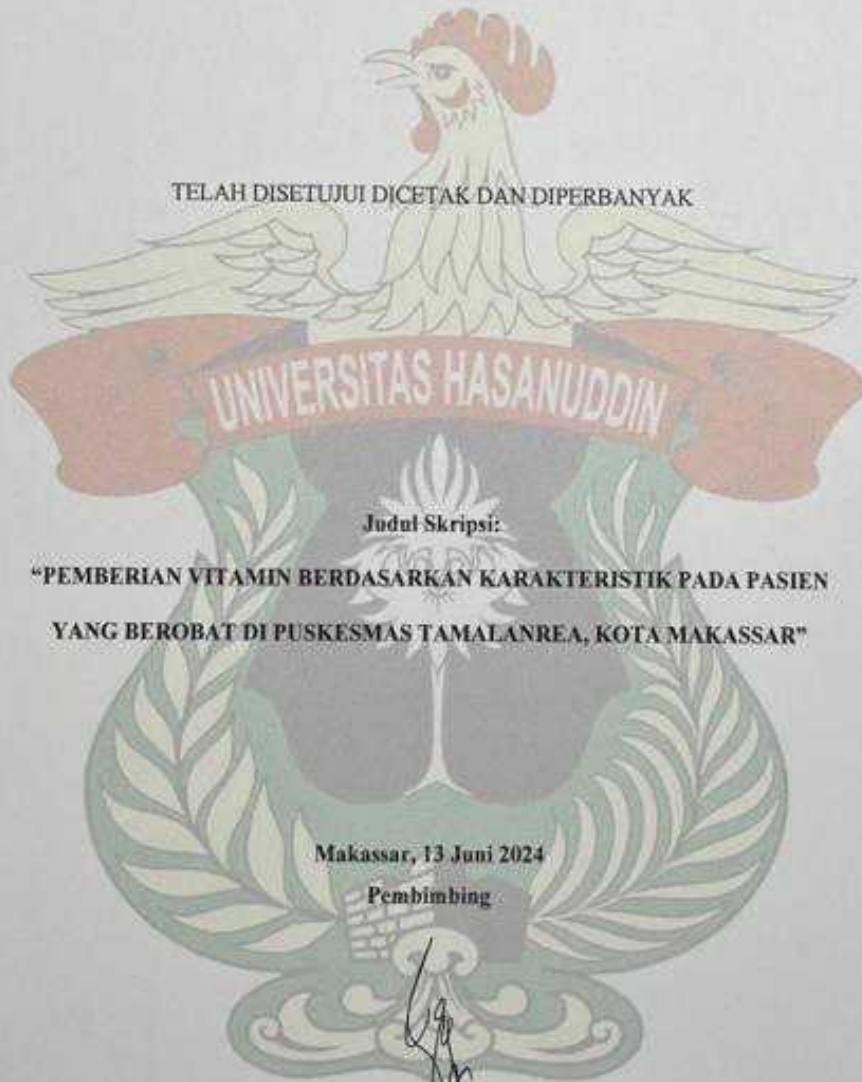 TELAH DISETUJUI DICETAK DAN DIPERBANYAK
UNIVERSITAS HASANUDDIN
Judul Skripsi:
“PEMBERIAN VITAMIN BERDASARKAN KARAKTERISTIK PADA PASIEN
YANG BEROBAT DI PUSKESMAS TAMALANREA, KOTA MAKASSAR”
Makassar, 13 Juni 2024
Pembimbing